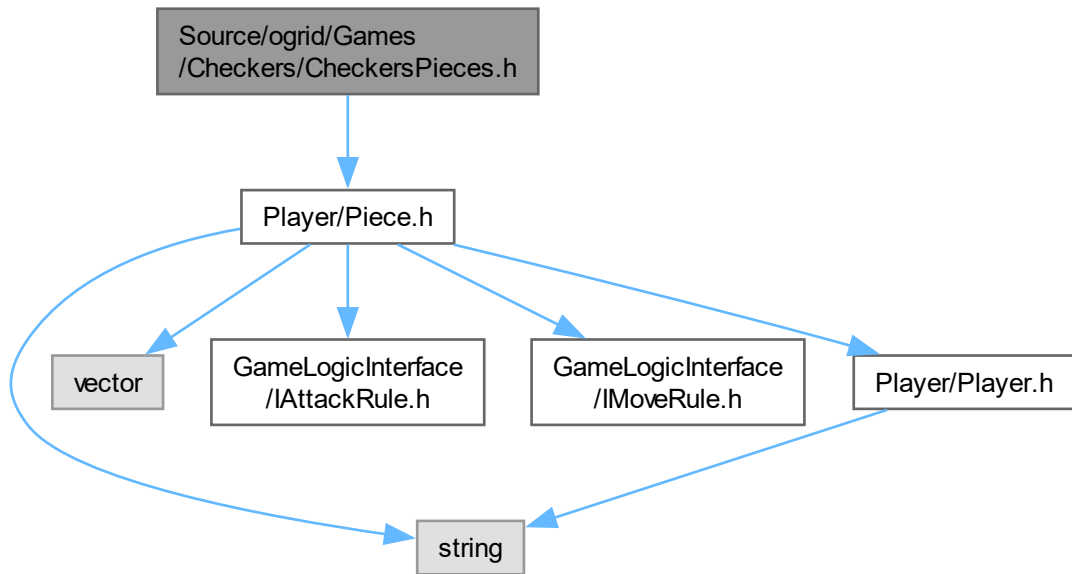 Source/ogrid/Games
/Checkers/CheckersPieces.h
Player/Piece.h
vector
GameLogicInterface
/IAttackRule.h
GameLogicInterface
/IMoveRule.h
Player/Player.h
string